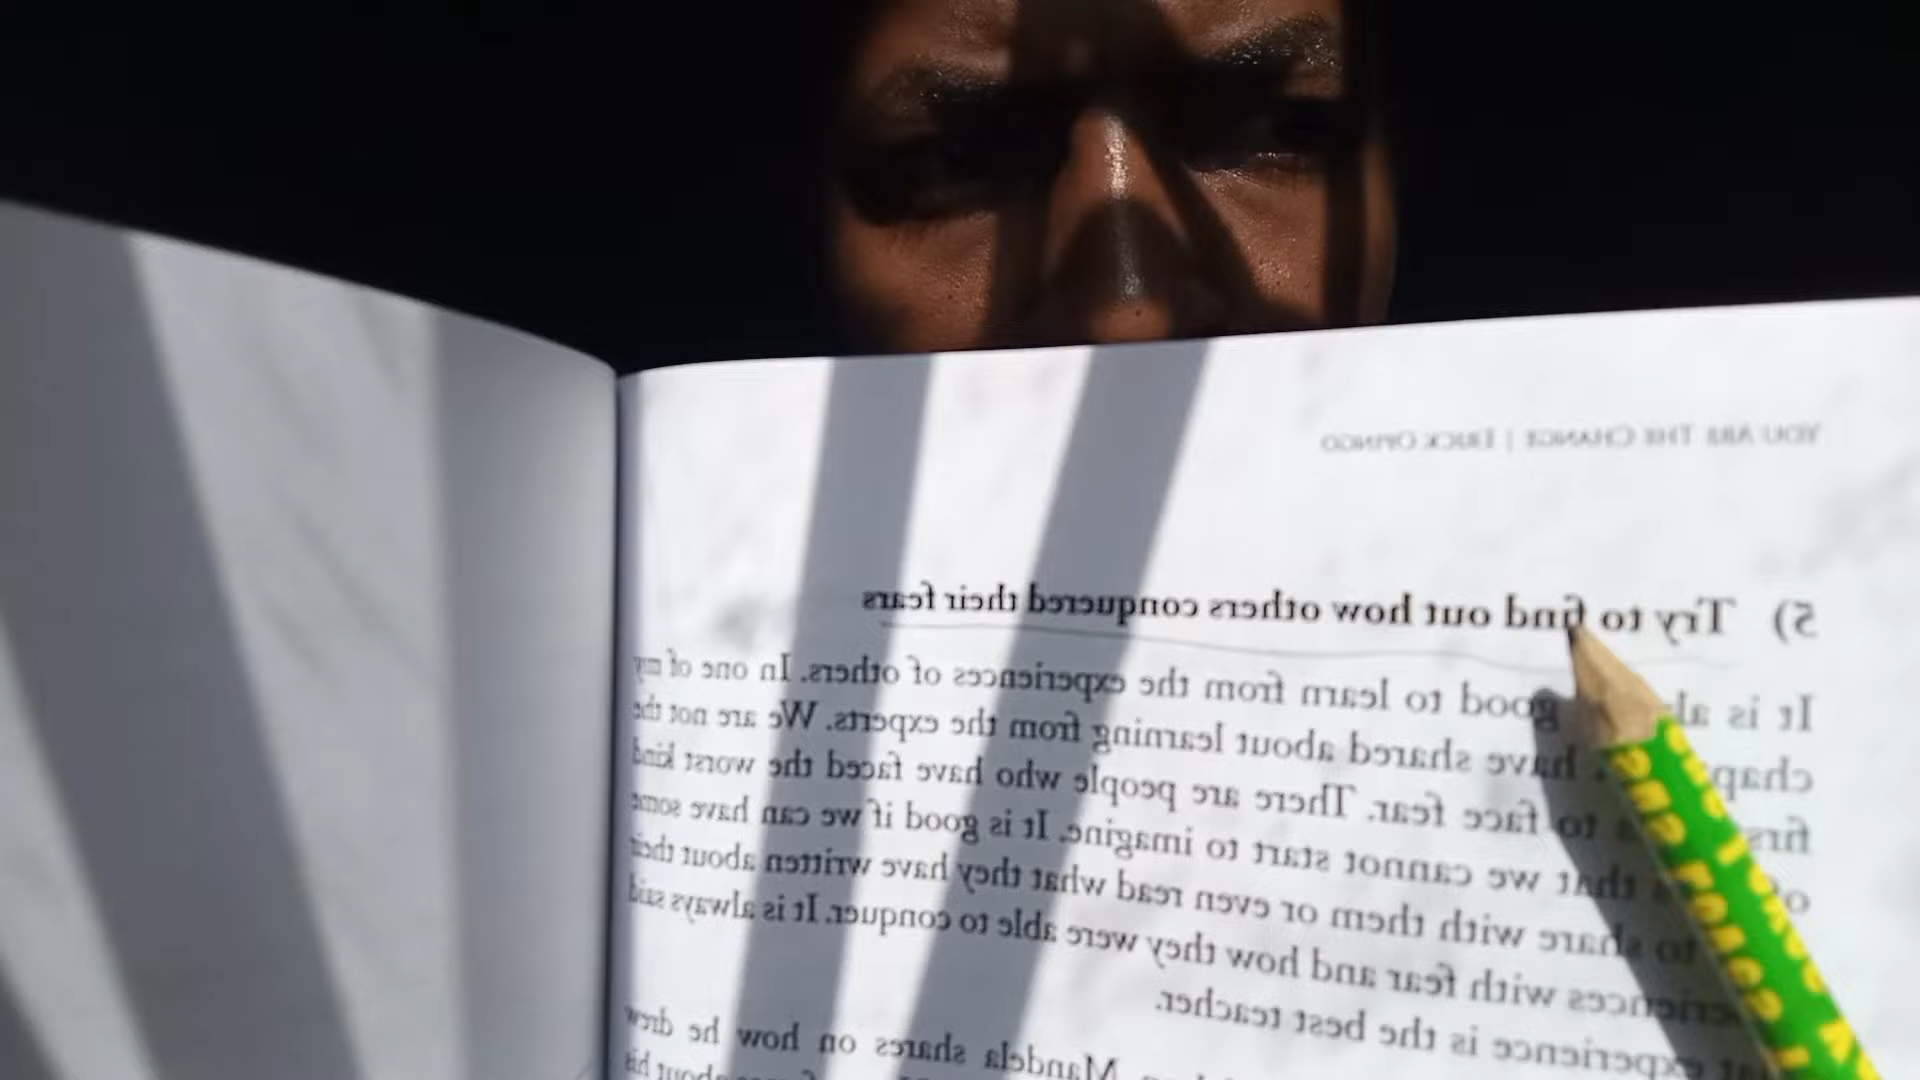 YOU ARE THE CHANGE | ERICK OPINGO
5) Try to find out how others conquered their fears
It is good to learn from the experiences of others. In one of my
have shared about learning from the experts. We are not the
to face fear. There are people who have faced the worst kind
that we cannot start to imagine. It is good if we can have some
to share with them or even read what they have written about their
with fear and how they were able to conquer. It is always said
experience is the best teacher.
Mandela shares on how he drew
about his